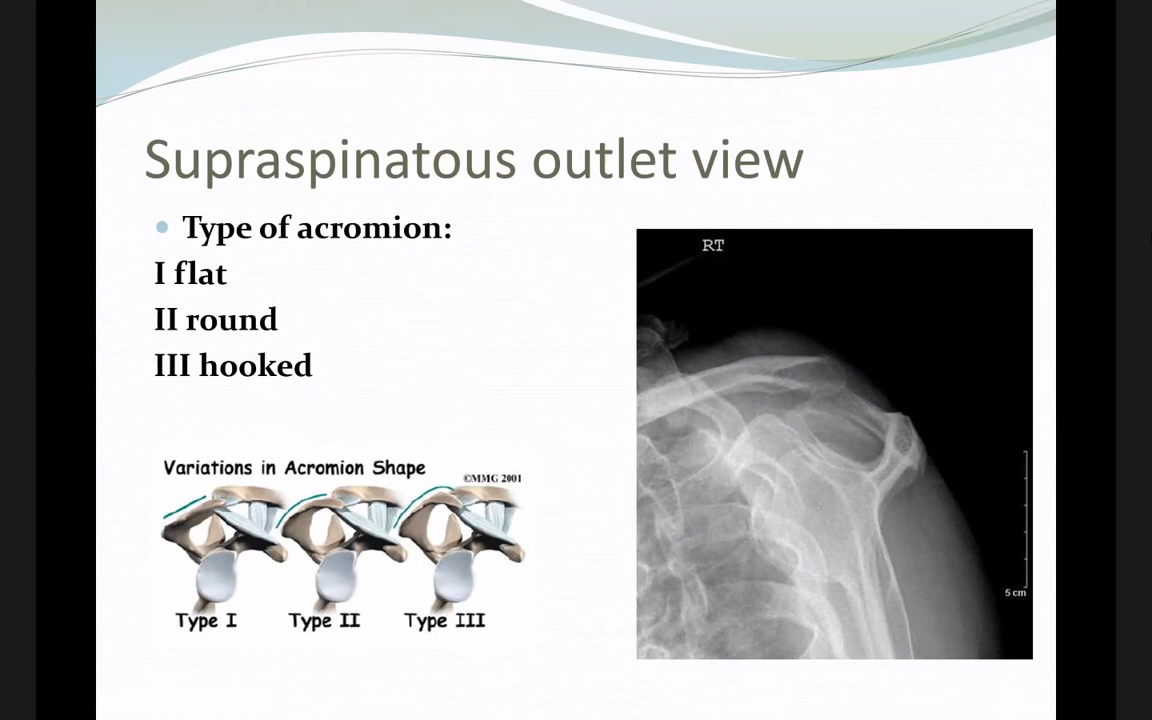 Supraspinatous outlet view
Type of acromion:
I flat
II round
III hooked
Variations in Acromion Shape
©MMG 2001
Type I
Type II
Type III
RT
5 cm